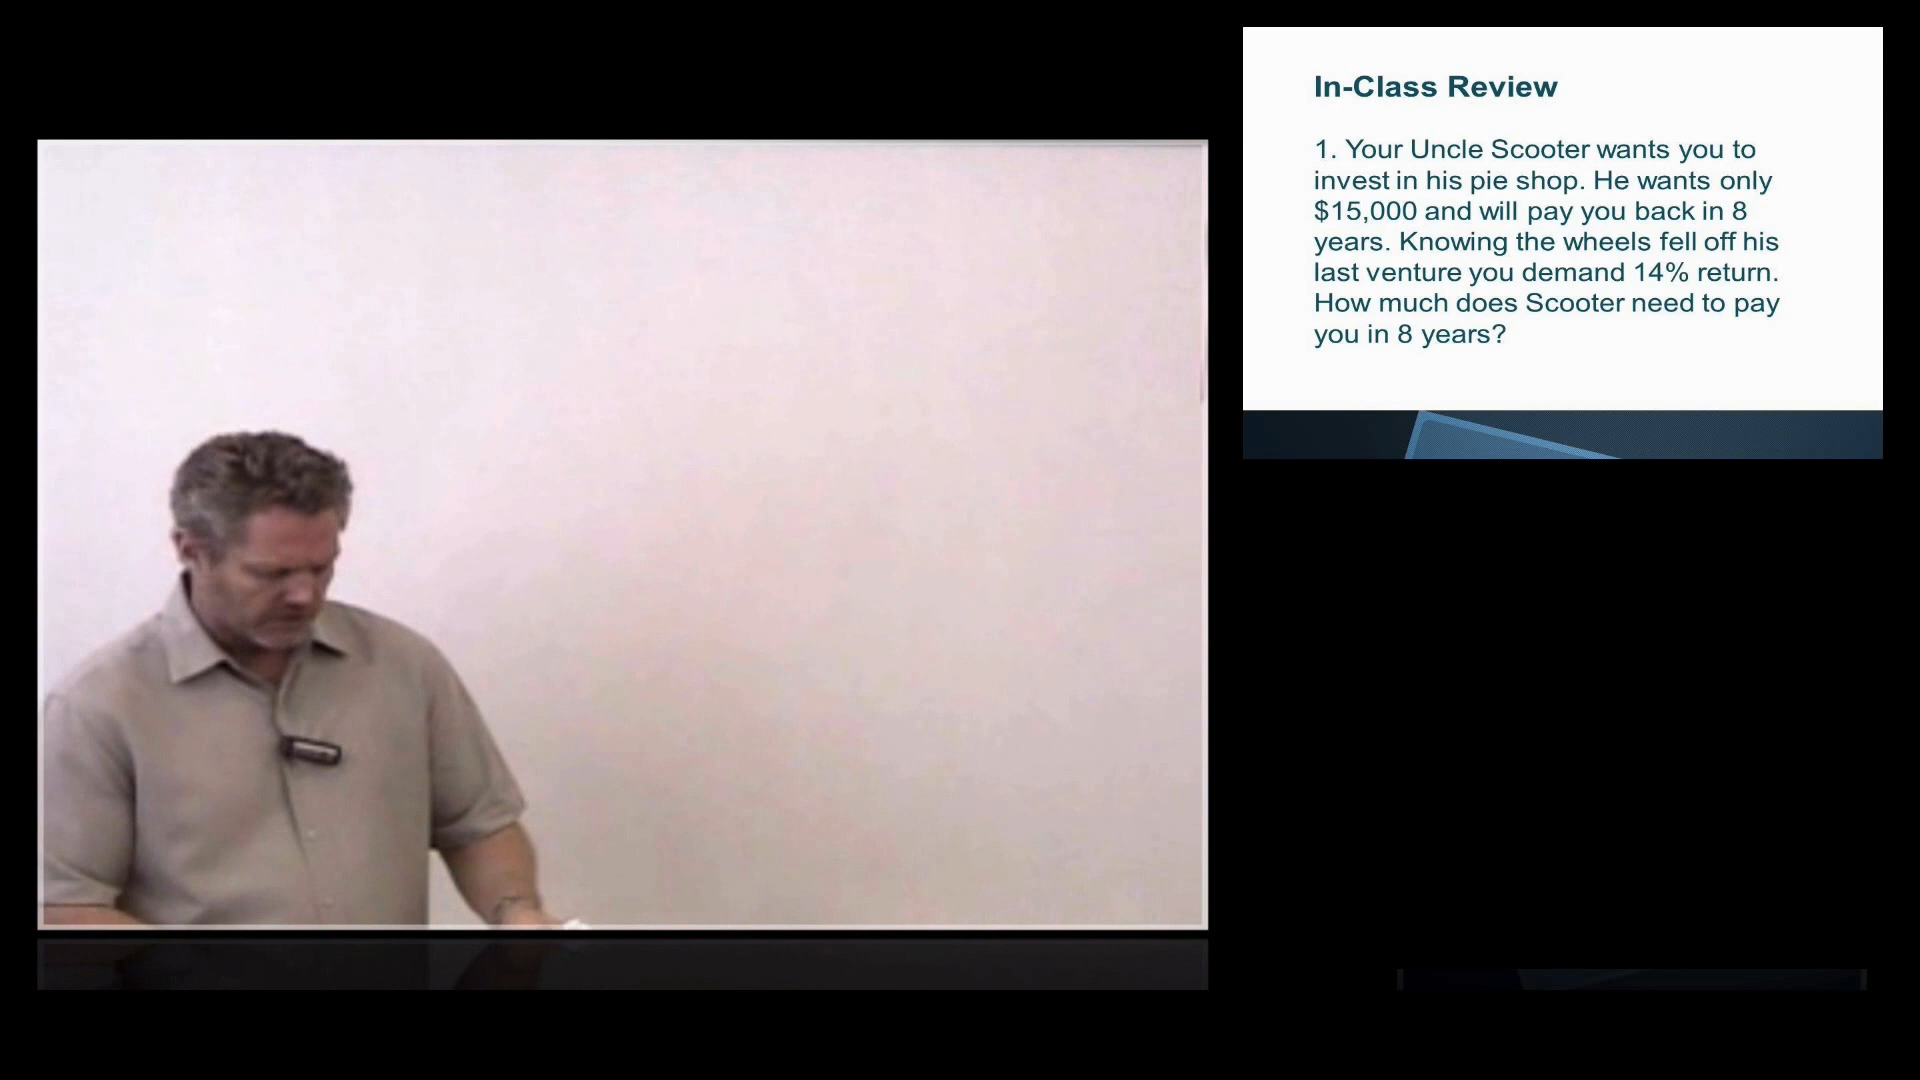 In-Class Review
1. Your Uncle Scooter wants you to
invest in his pie shop. He wants only
$15,000 and will pay you back in 8
years. Knowing the wheels fell off his
last venture you demand 14% return.
How much does Scooter need to pay
you in 8 years?